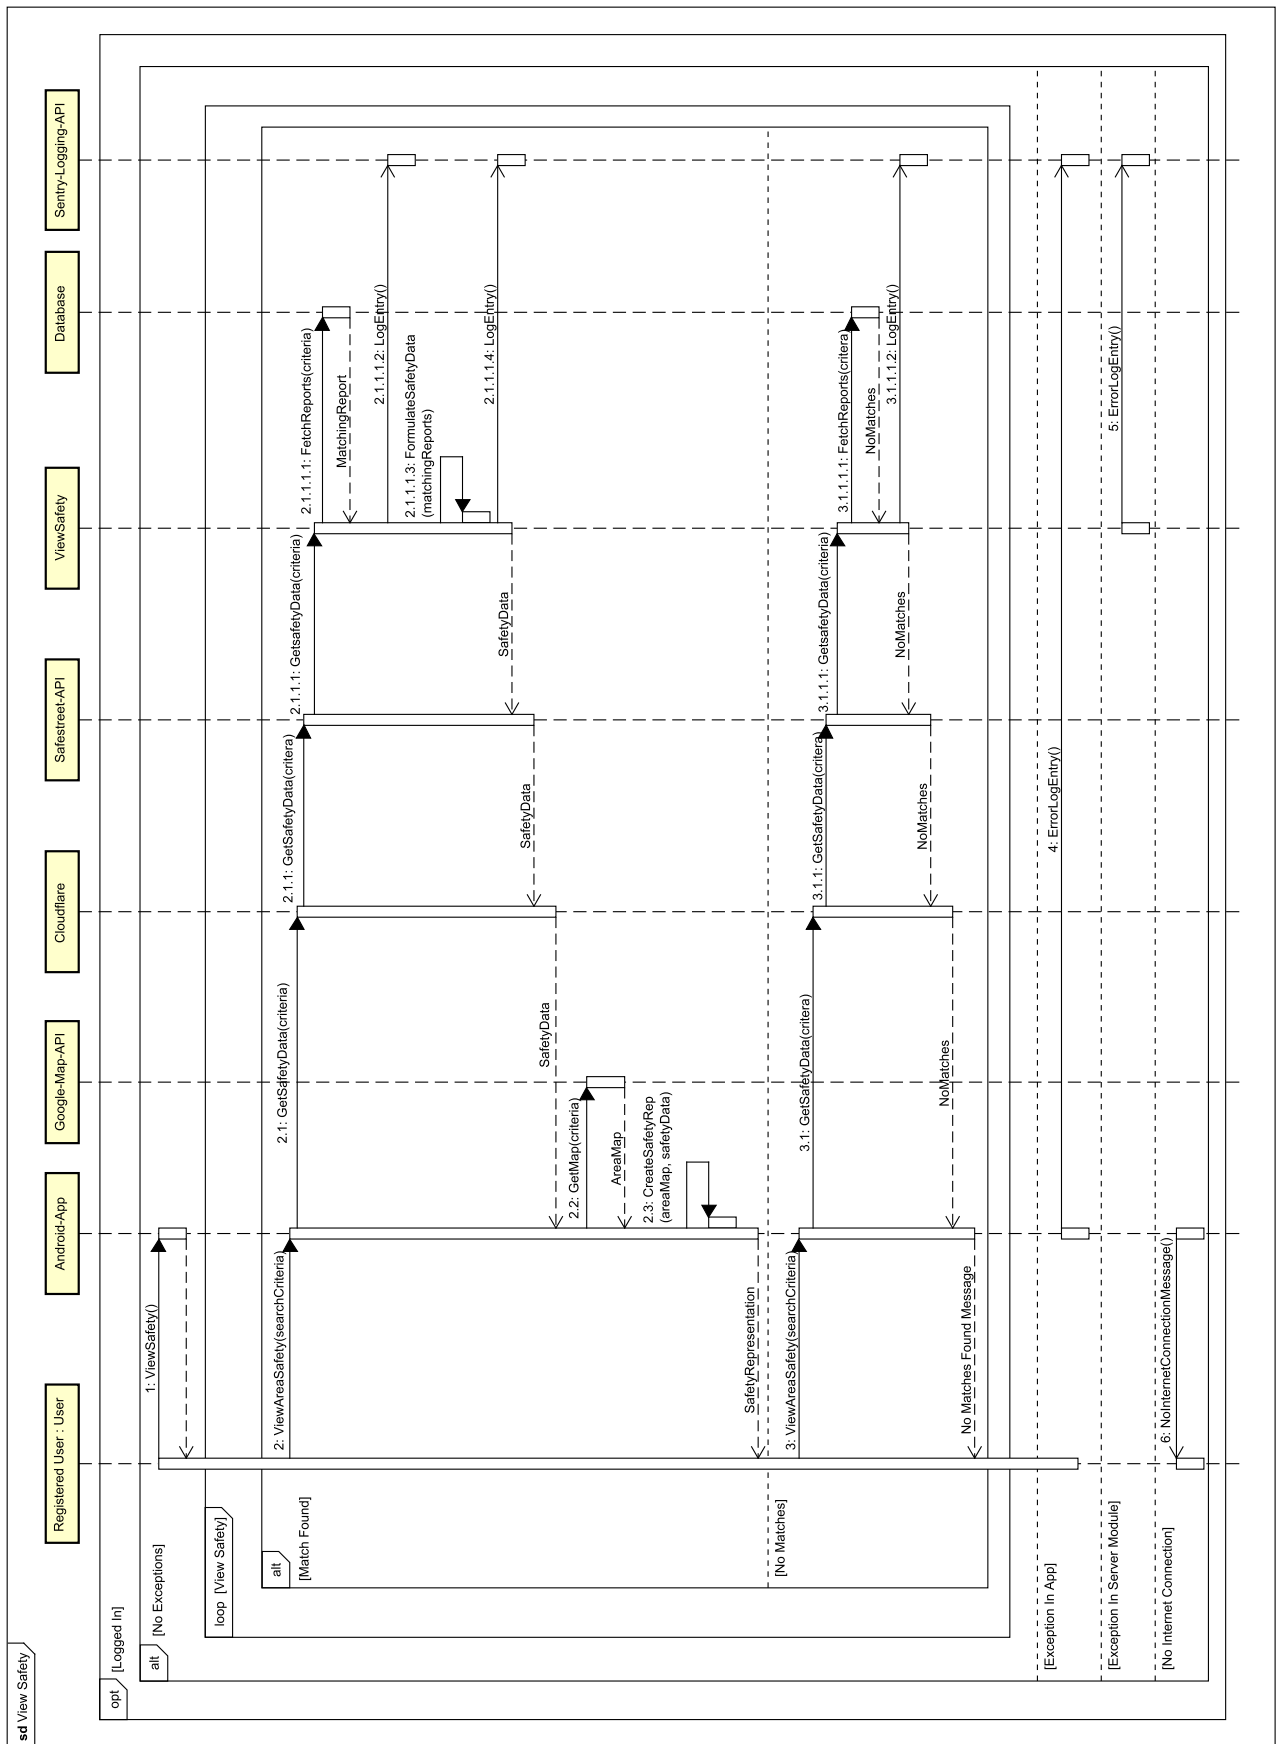 sd View Safety
Registered User : User
Android-App
Google-Map-API
Cloudflare
Safestreet-API
ViewSafety
Database
Sentry-Logging-API
opt
[Logged In]
alt
[No Exceptions]
1: ViewSafety()
loop [View Safety]
alt
[Match Found]
2: ViewAreaSafety(searchCriteria)
2.1: GetSafetyData(criteria)
2.1.1: GetSafetyData(critera)
2.1.1.1: GetsafetyData(criteria)
2.1.1.1.1: FetchReports(criteria)
MatchingReport
2.1.1.1.2: LogEntry()
2.1.1.1.3: FormulateSafetyData
(matchingReports)
2.1.1.1.4: LogEntry()
SafetyData
SafetyData
SafetyData
2.2: GetMap(criteria)
AreaMap
2.3: CreateSafetyRep
(areaMap, safetyData)
SafetyRepresentation
[No Matches]
3: ViewAreaSafety(searchCriteria)
3.1: GetSafetyData(critera)
3.1.1: GetSafetyData(critera)
3.1.1.1: GetsafetyData(criteria)
3.1.1.1.1: FetchReports(critera)
NoMatches
3.1.1.1.2: LogEntry()
NoMatches
NoMatches
NoMatches
No Matches Found Message
[Exception In App]
4: ErrorLogEntry()
[Exception In Server Module]
5: ErrorLogEntry()
[No Internet Connection]
6: NoInternetConnectionMessage()